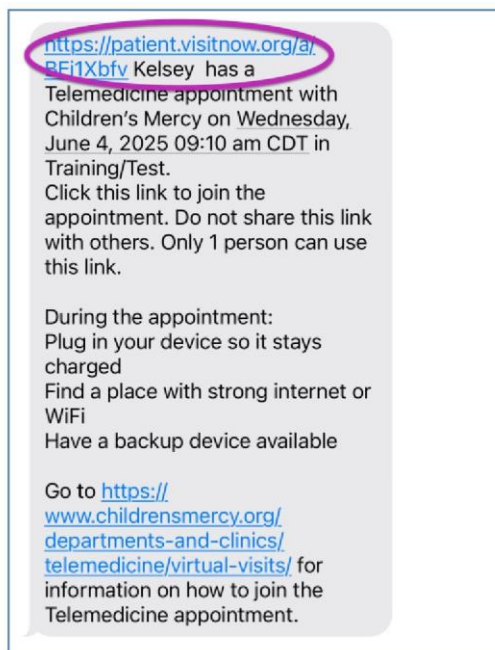 https://patient.visitnow.org/a/
BFj1Xbfv Kelsey  has a
Telemedicine appointment with
Children's Mercy on Wednesday,
June 4, 2025 09:10 am CDT in
Training/Test.
Click this link to join the
appointment. Do not share this link
with others. Only 1 person can use
this link.

During the appointment:
Plug in your device so it stays
charged
Find a place with strong internet or
WiFi
Have a backup device available

Go to https://
www.childrensmercy.org/
departments-and-clinics/
telemedicine/virtual-visits/ for
information on how to join the
Telemedicine appointment.